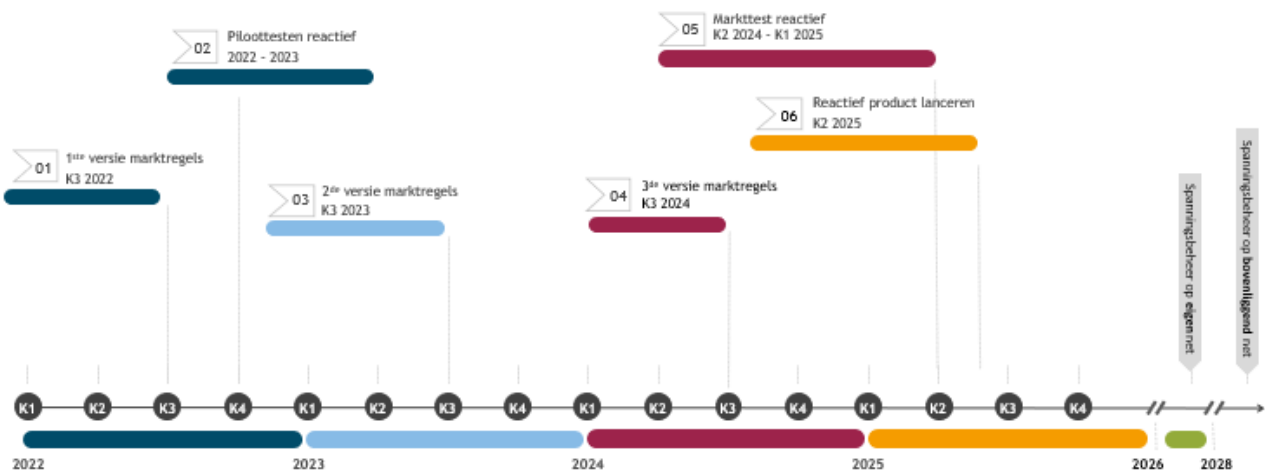 05
Markttest reactief
K2 2024 - K1 2025
02
Piloottesten reactief
2022 - 2023
06
Reactief product lanceren
K2 2025
01
1ste versie marktregels
K3 2022
03
2de versie marktregels
K3 2023
04
3de versie marktregels
K3 2024
Spanningsbeheer op eigen net
Spanningsbeheer op bovenliggend net
K1 K2 K3 K4 K1 K2 K3 K4 K1 K2 K3 K4 K1 K2 K3 K4
2022 2023 2024 2025 2026 2028